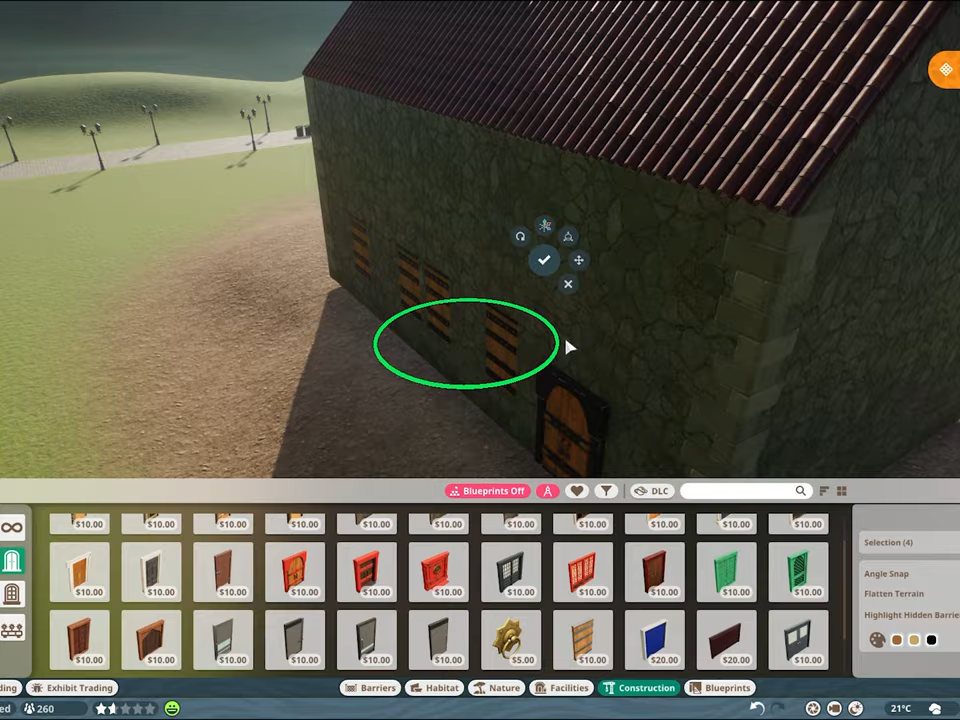 Blueprints Off
DLC
$10.00 $10.00 $10.00 $10.00 $10.00 $10.00 $10.00 $10.00 $10.00 $10.00 $10.00
$10.00 $10.00 $10.00 $10.00 $10.00 $10.00 $10.00 $10.00 $10.00 $10.00 $10.00
$10.00 $10.00 $10.00 $10.00 $10.00 $10.00 $5.00 $10.00 $20.00 $20.00 $10.00
Selection (4)
Angle Snap
Flatten Terrain
Highlight Hidden Barrie
ding Exhibit Trading Barriers Habitat Nature Facilities Construction Blueprints
ed 260 21°C